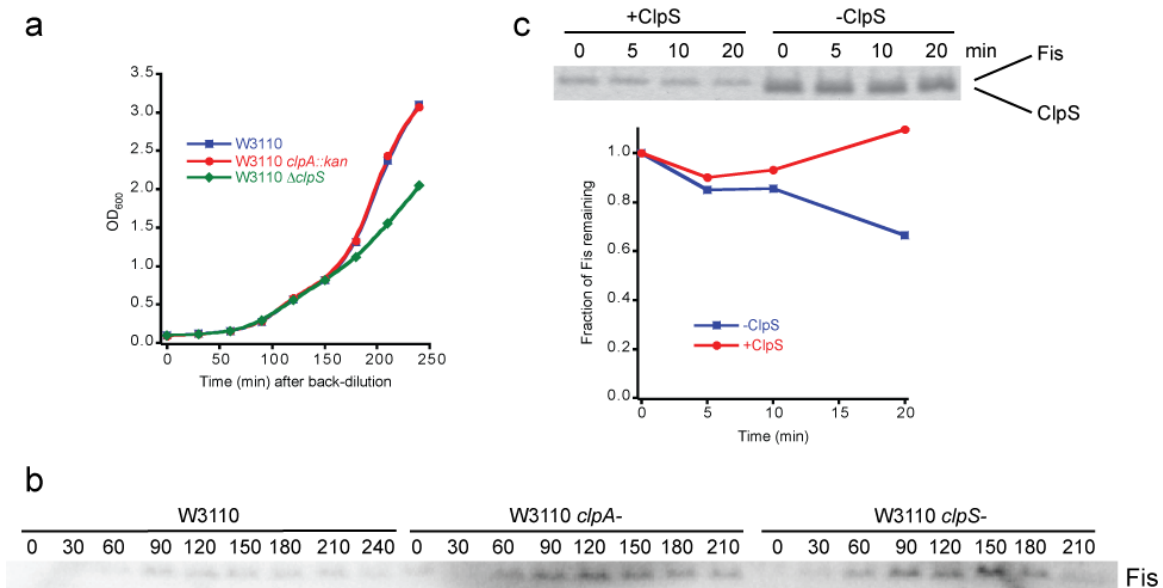 a
3.5
3.0
2.5
2.0
1.5
1.0
0.5
0.0
OD600
W3110
W3110 clpA::kan
W3110 ΔclpS
0 50 100 150 200 250
Time (min) after back-dilution
c
+ClpS -ClpS
0 5 10 20 0 5 10 20 min
Fis
ClpS
1.0
0.8
0.6
0.4
0.2
0.0
Fraction of Fis remaining
-ClpS
+ClpS
0 5 10 15 20
Time (min)
b
W3110 W3110 clpA- W3110 clpS-
0 30 60 90 120 150 180 210 240 0 30 60 90 120 150 180 210 0 30 60 90 120 150 180 210
Fis